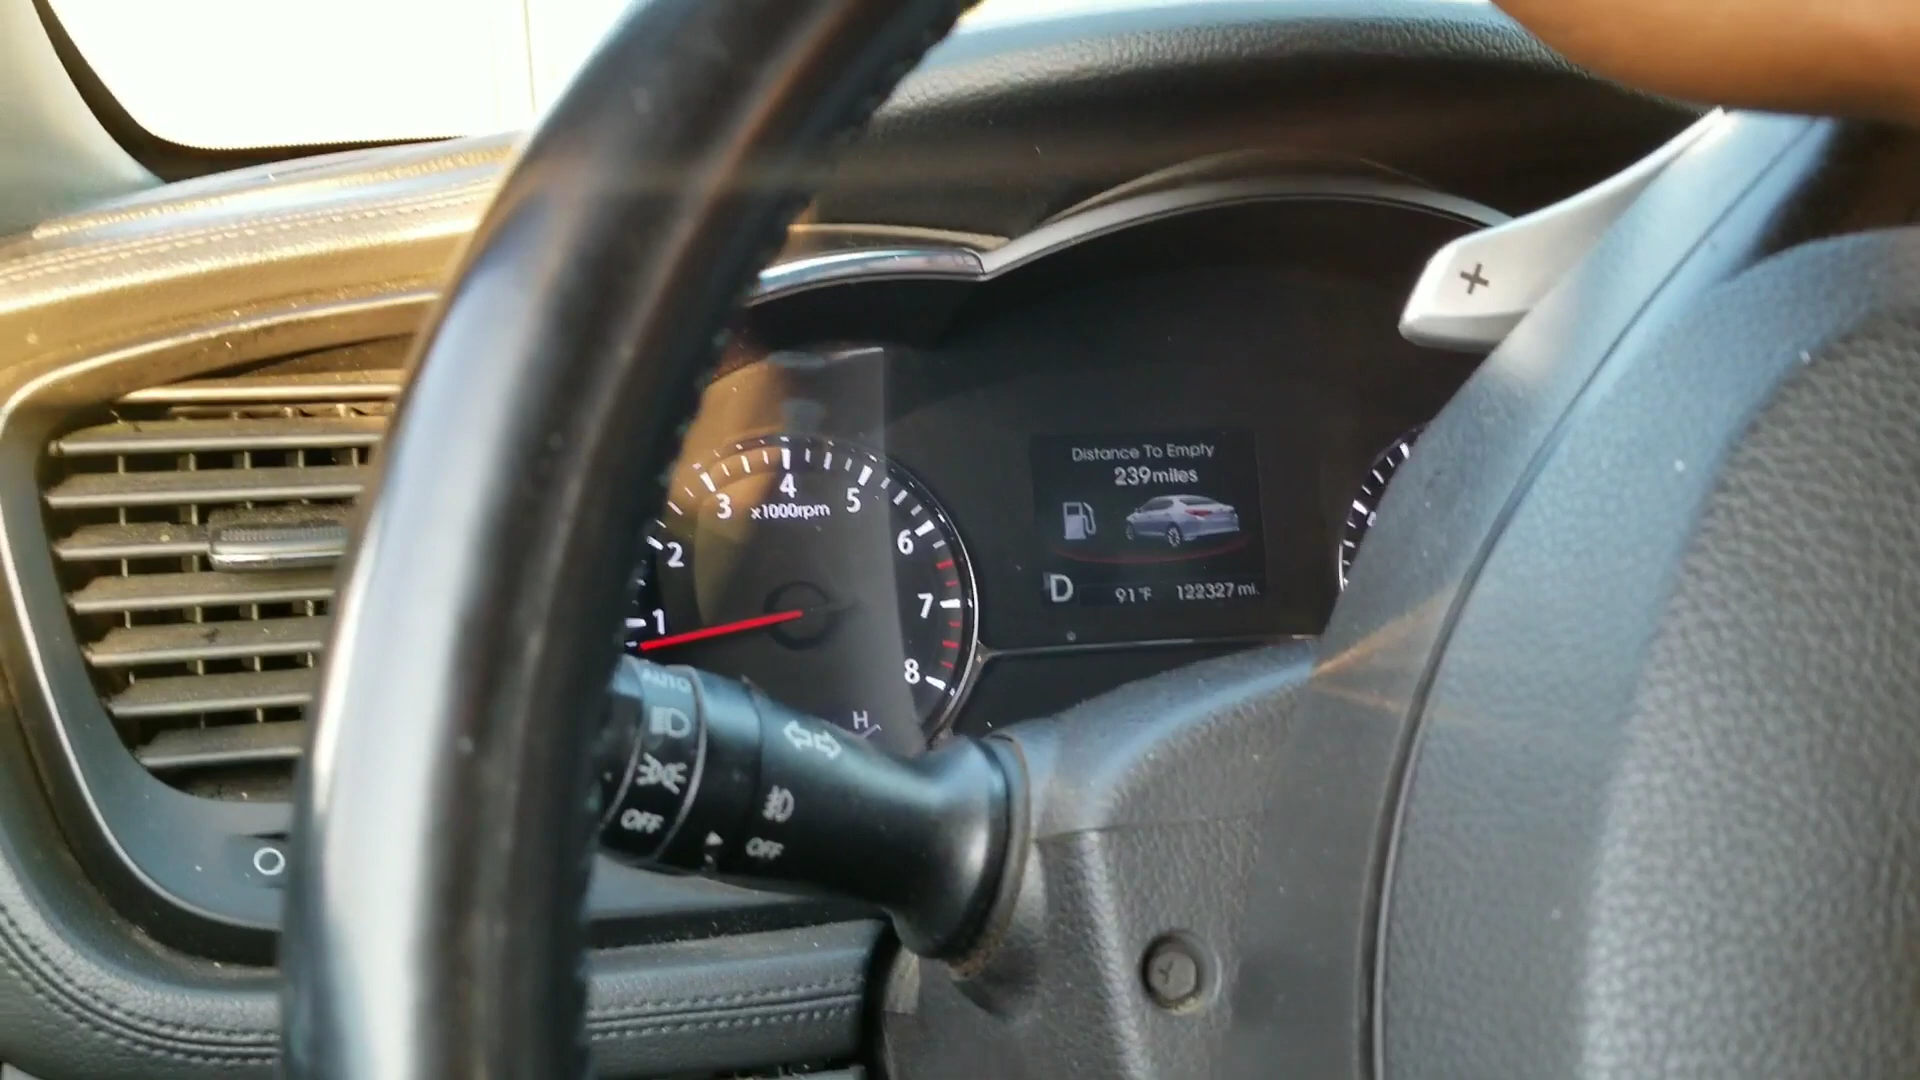 Distance To Empty
239miles
D 91°F 122327 mi.
1 2 3 4 5 6 7 8
x1000rpm
H
AUTO
OFF
OFF
+